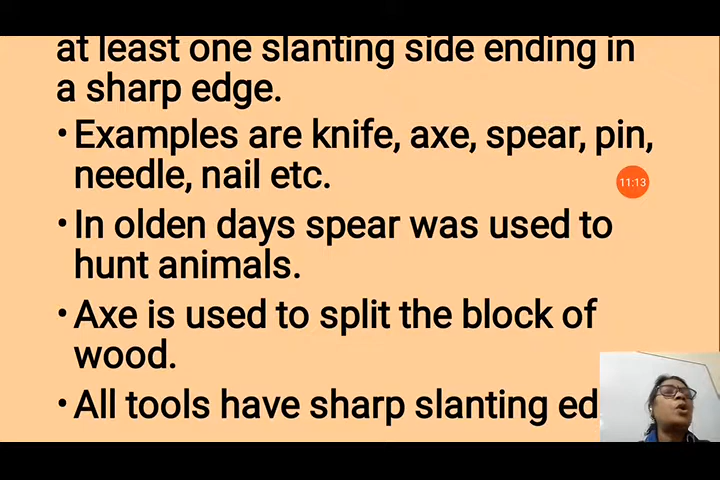 at least one slanting side ending in
a sharp edge.
• Examples are knife, axe, spear, pin,
needle, nail etc.
11:13
• In olden days spear was used to
hunt animals.
• Axe is used to split the block of
wood.
• All tools have sharp slanting ed